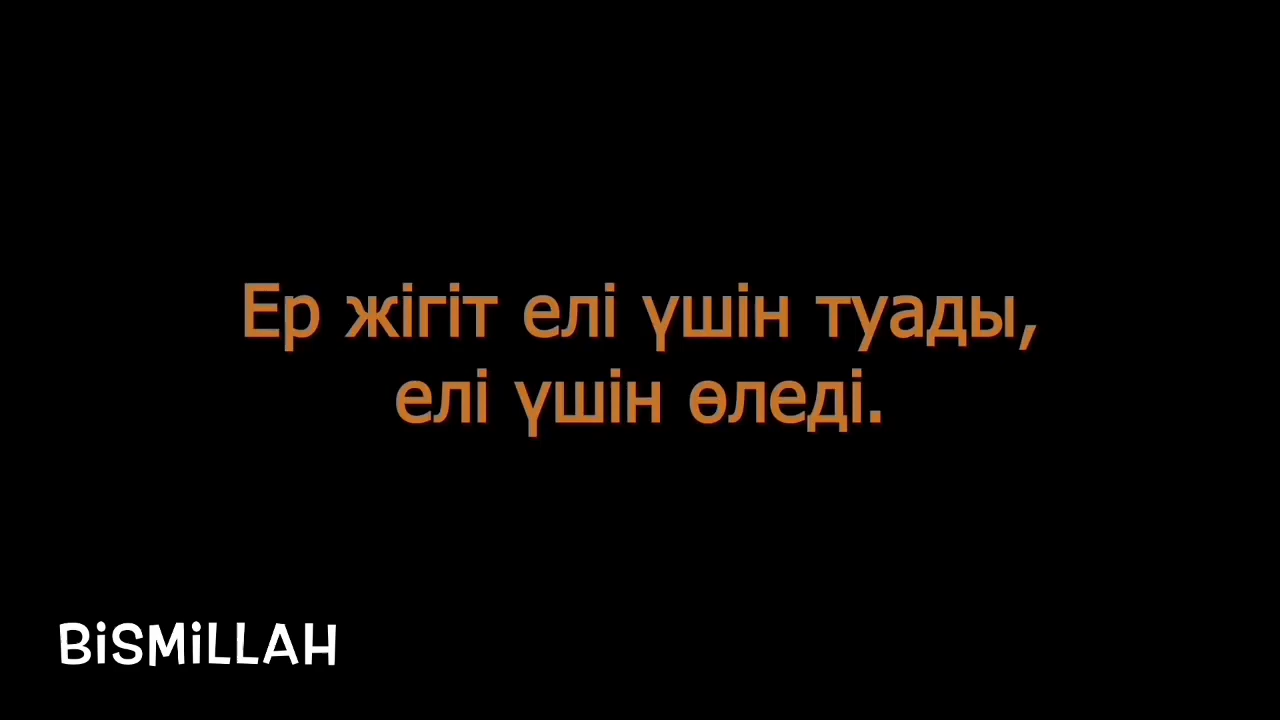 Ер жігіт елі үшін туады,
елі үшін өледі.
BiSMiLLAH